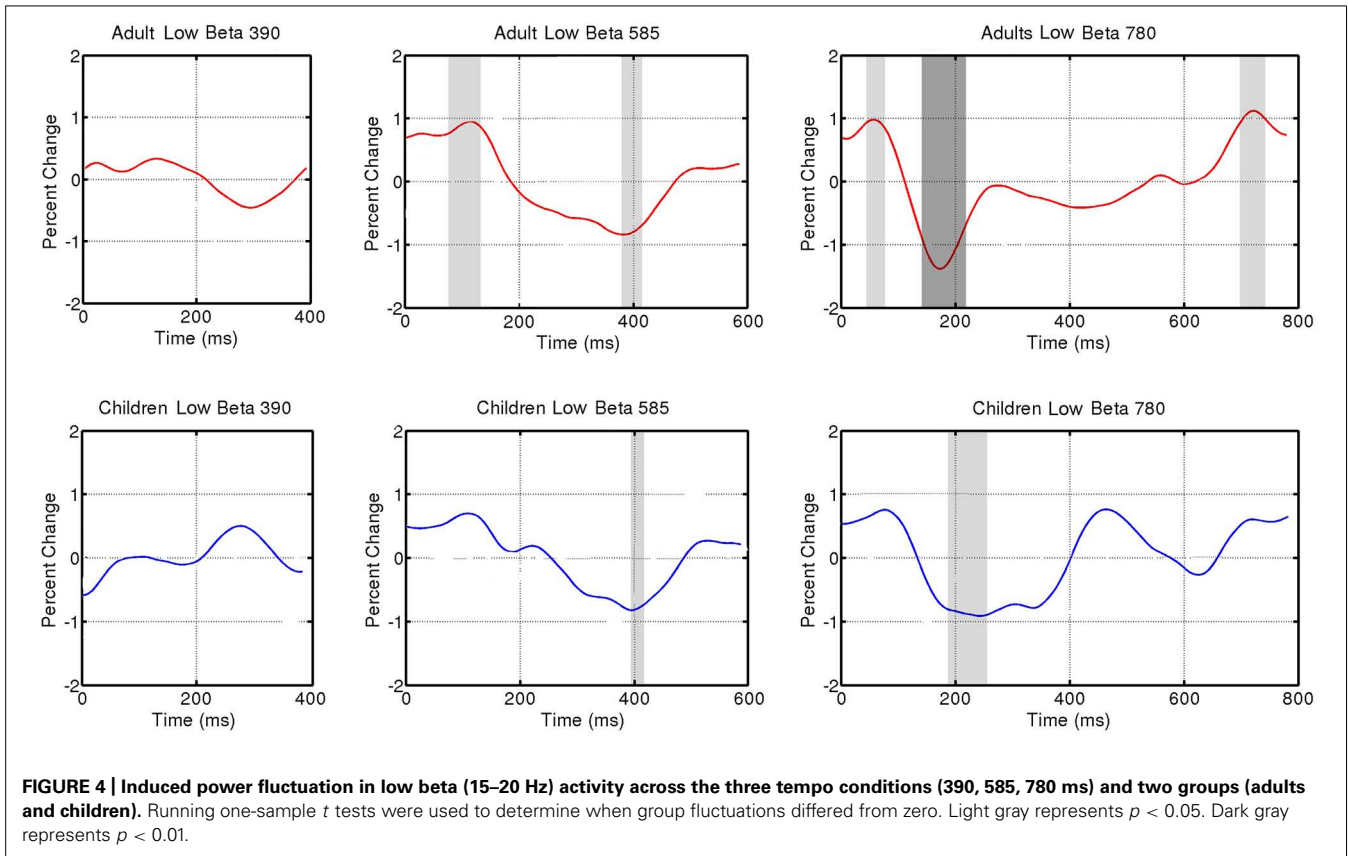 Adult Low Beta 390
Adult Low Beta 585
Adults Low Beta 780
2
1
0
-1
-2
Percent Change
0
200
400
Time (ms)
2
1
0
-1
-2
Percent Change
0
200
400
600
Time (ms)
2
1
0
-1
-2
Percent Change
0
200
400
600
800
Time (ms)
Children Low Beta 390
Children Low Beta 585
Children Low Beta 780
2
1
0
-1
-2
Percent Change
0
200
400
Time (ms)
2
1
0
-1
-2
Percent Change
0
200
400
600
Time (ms)
2
1
0
-1
-2
Percent Change
0
200
400
600
800
Time (ms)
FIGURE 4 | Induced power fluctuation in low beta (15–20 Hz) activity across the three tempo conditions (390, 585, 780 ms) and two groups (adults
and children). Running one-sample t tests were used to determine when group fluctuations differed from zero. Light gray represents p < 0.05. Dark gray
represents p < 0.01.